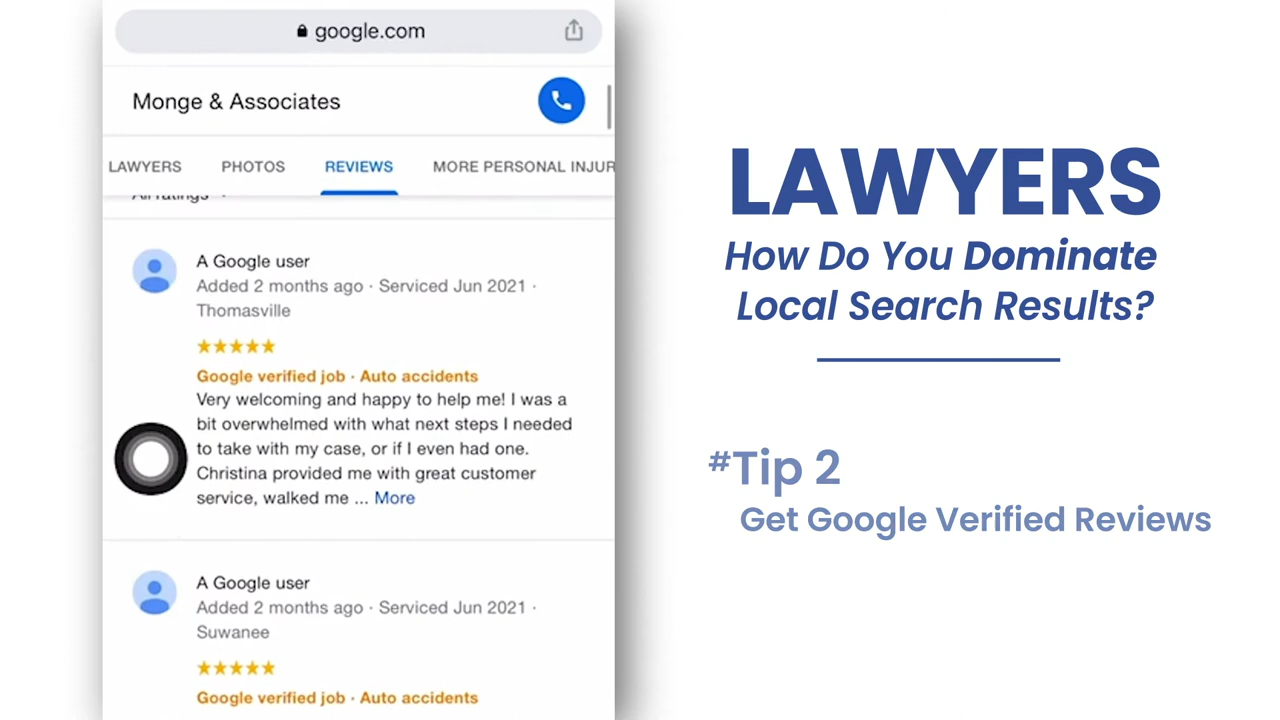 google.com
Monge & Associates
LAWYERS PHOTOS REVIEWS MORE PERSONAL INJUR
All ratings
A Google user
Added 2 months ago · Serviced Jun 2021 ·
Thomasville
★★★★★
Google verified job · Auto accidents
Very welcoming and happy to help me! I was a
bit overwhelmed with what next steps I needed
to take with my case, or if I even had one.
Christina provided me with great customer
service, walked me ... More
A Google user
Added 2 months ago · Serviced Jun 2021 ·
Suwanee
★★★★★
Google verified job · Auto accidents
LAWYERS
How Do You Dominate
Local Search Results?
#Tip 2
Get Google Verified Reviews